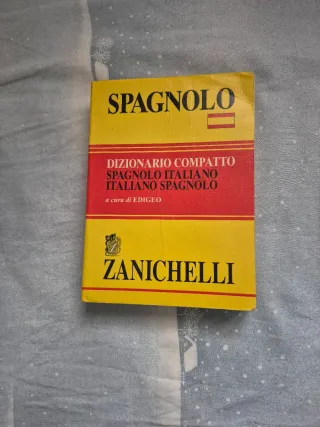 SPAGNOLO
DIZIONARIO COMPATTO
SPAGNOLO ITALIANO
ITALIANO SPAGNOLO
a cura di EDIGEO
ZANICHELLI